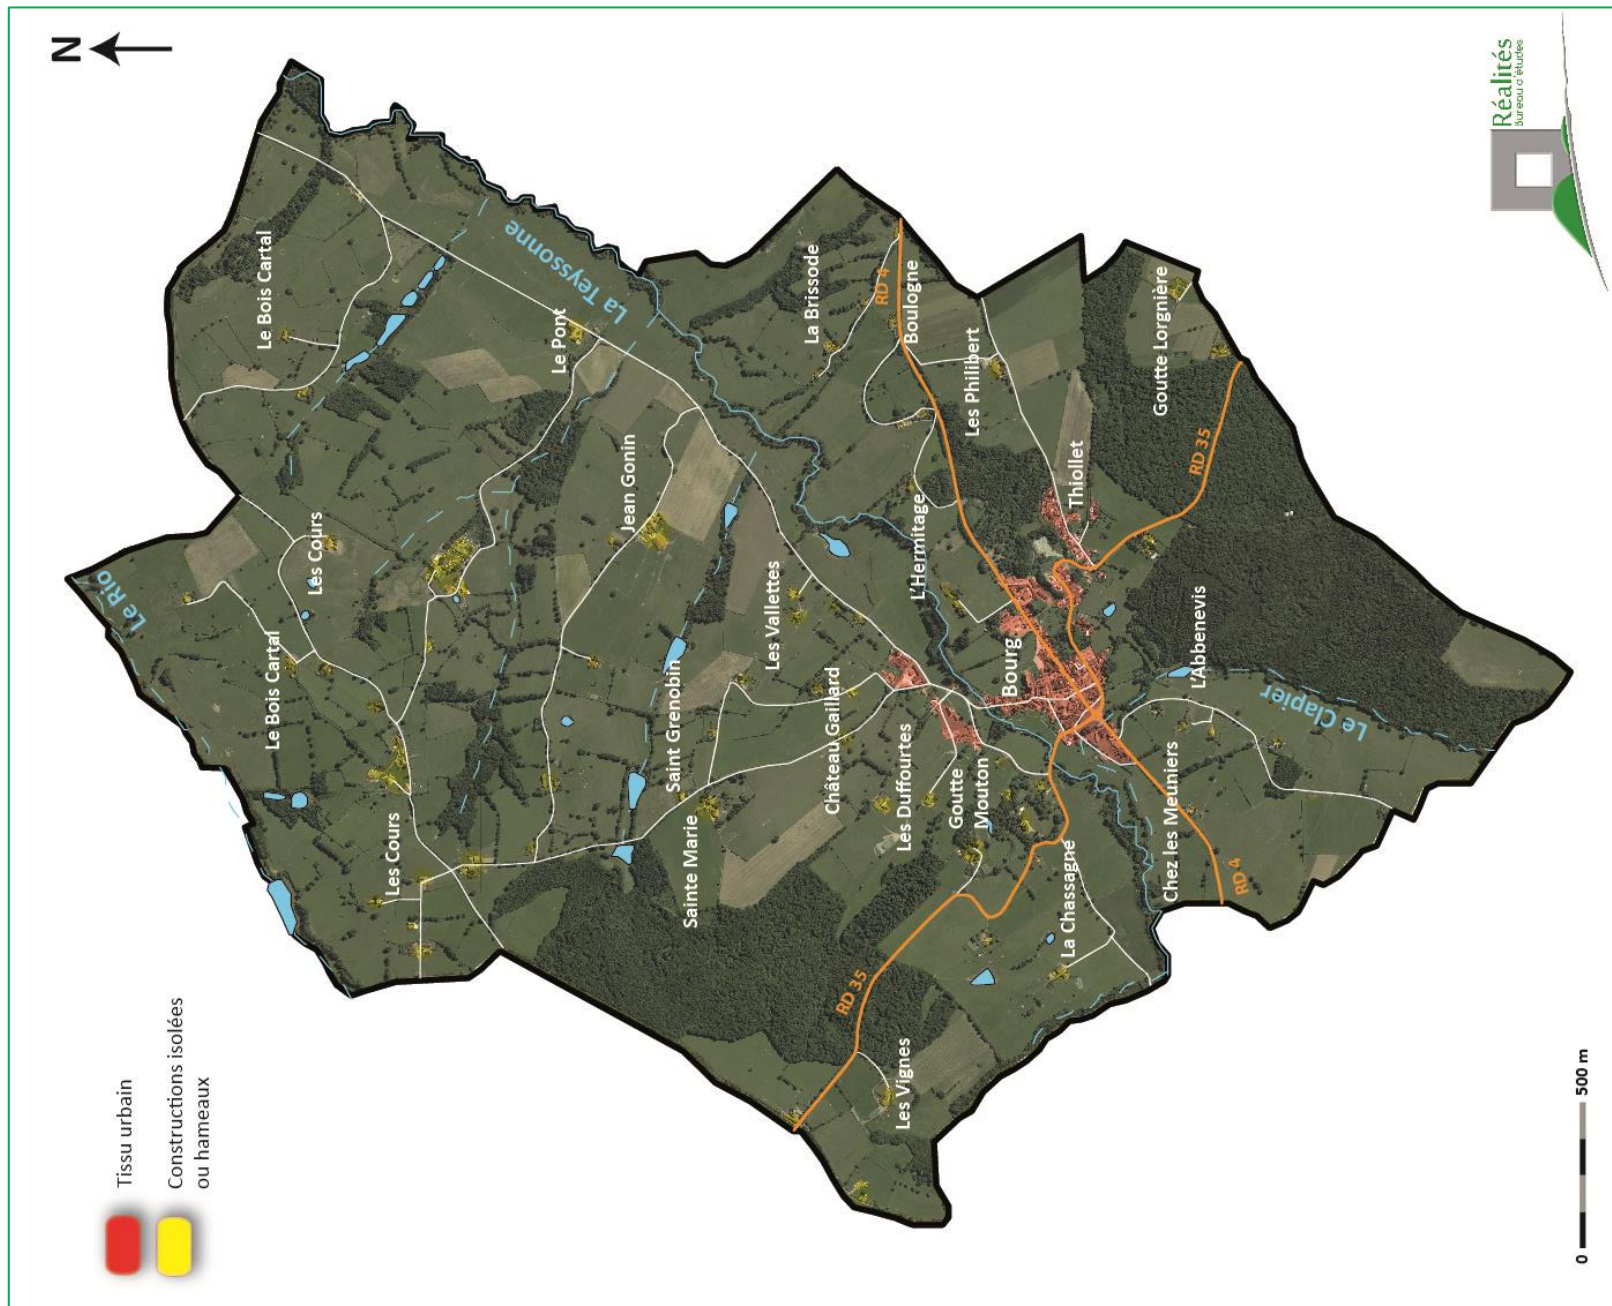 N
Tissu urbain
Constructions isolées
ou hameaux
Réalités
Bureau d'études
Le Rio
Le Bois Cartal
Les Cours
Le Bois Cartal
Les Cours
Le Pont
La Teyssonne
Jean Gonin
Saint Grenobin
Sainte Marie
Les Vallettes
Château Gaillard
La Brissode
RD 4
Boulogne
Les Philibert
Goutte Lorgnière
RD 35
Thiollet
L'Hermitage
Bourg
Les Duffourtes
Goutte
Mouton
L'Abbenevis
Le Clapier
Chez les Meuniers
RD 4
La Chassagne
RD 35
Les Vignes
0
500 m